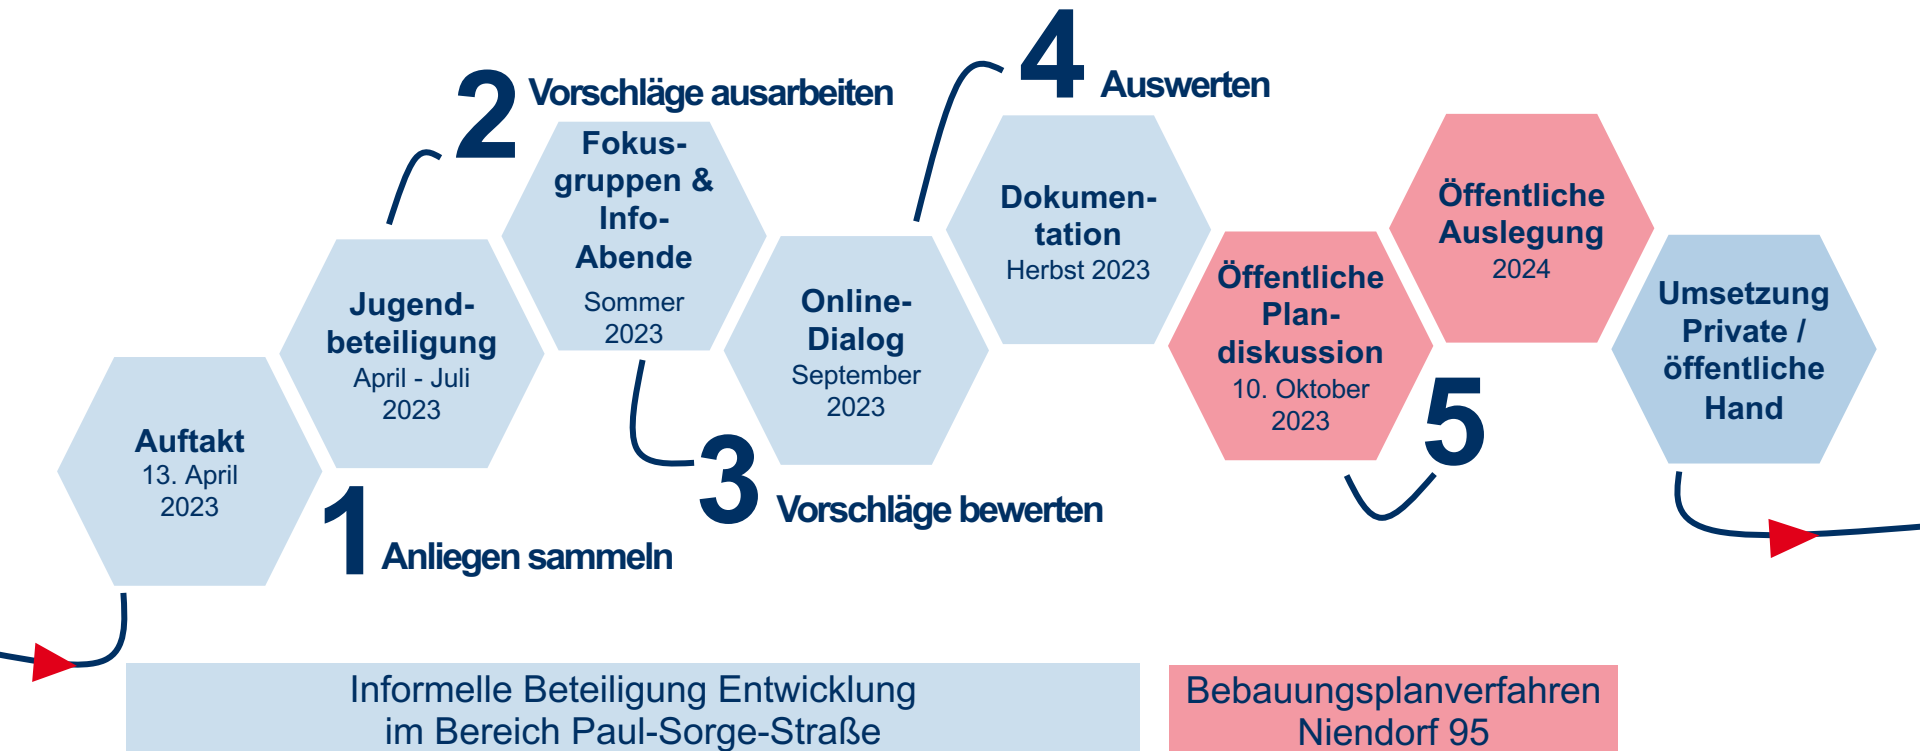 Auftakt
13. April
2023
1
Anliegen sammeln
Jugend-
beteiligung
April - Juli
2023
2
Vorschläge ausarbeiten
Fokus-
gruppen &
Info-
Abende
Sommer
2023
3
Vorschläge bewerten
Online-
Dialog
September
2023
4
Auswerten
Dokumen-
tation
Herbst 2023
Öffentliche
Plan-
diskussion
10. Oktober
2023
5
Öffentliche
Auslegung
2024
Umsetzung
Private /
öffentliche
Hand
Informelle Beteiligung Entwicklung
im Bereich Paul-Sorge-Straße
Bebauungsplanverfahren
Niendorf 95